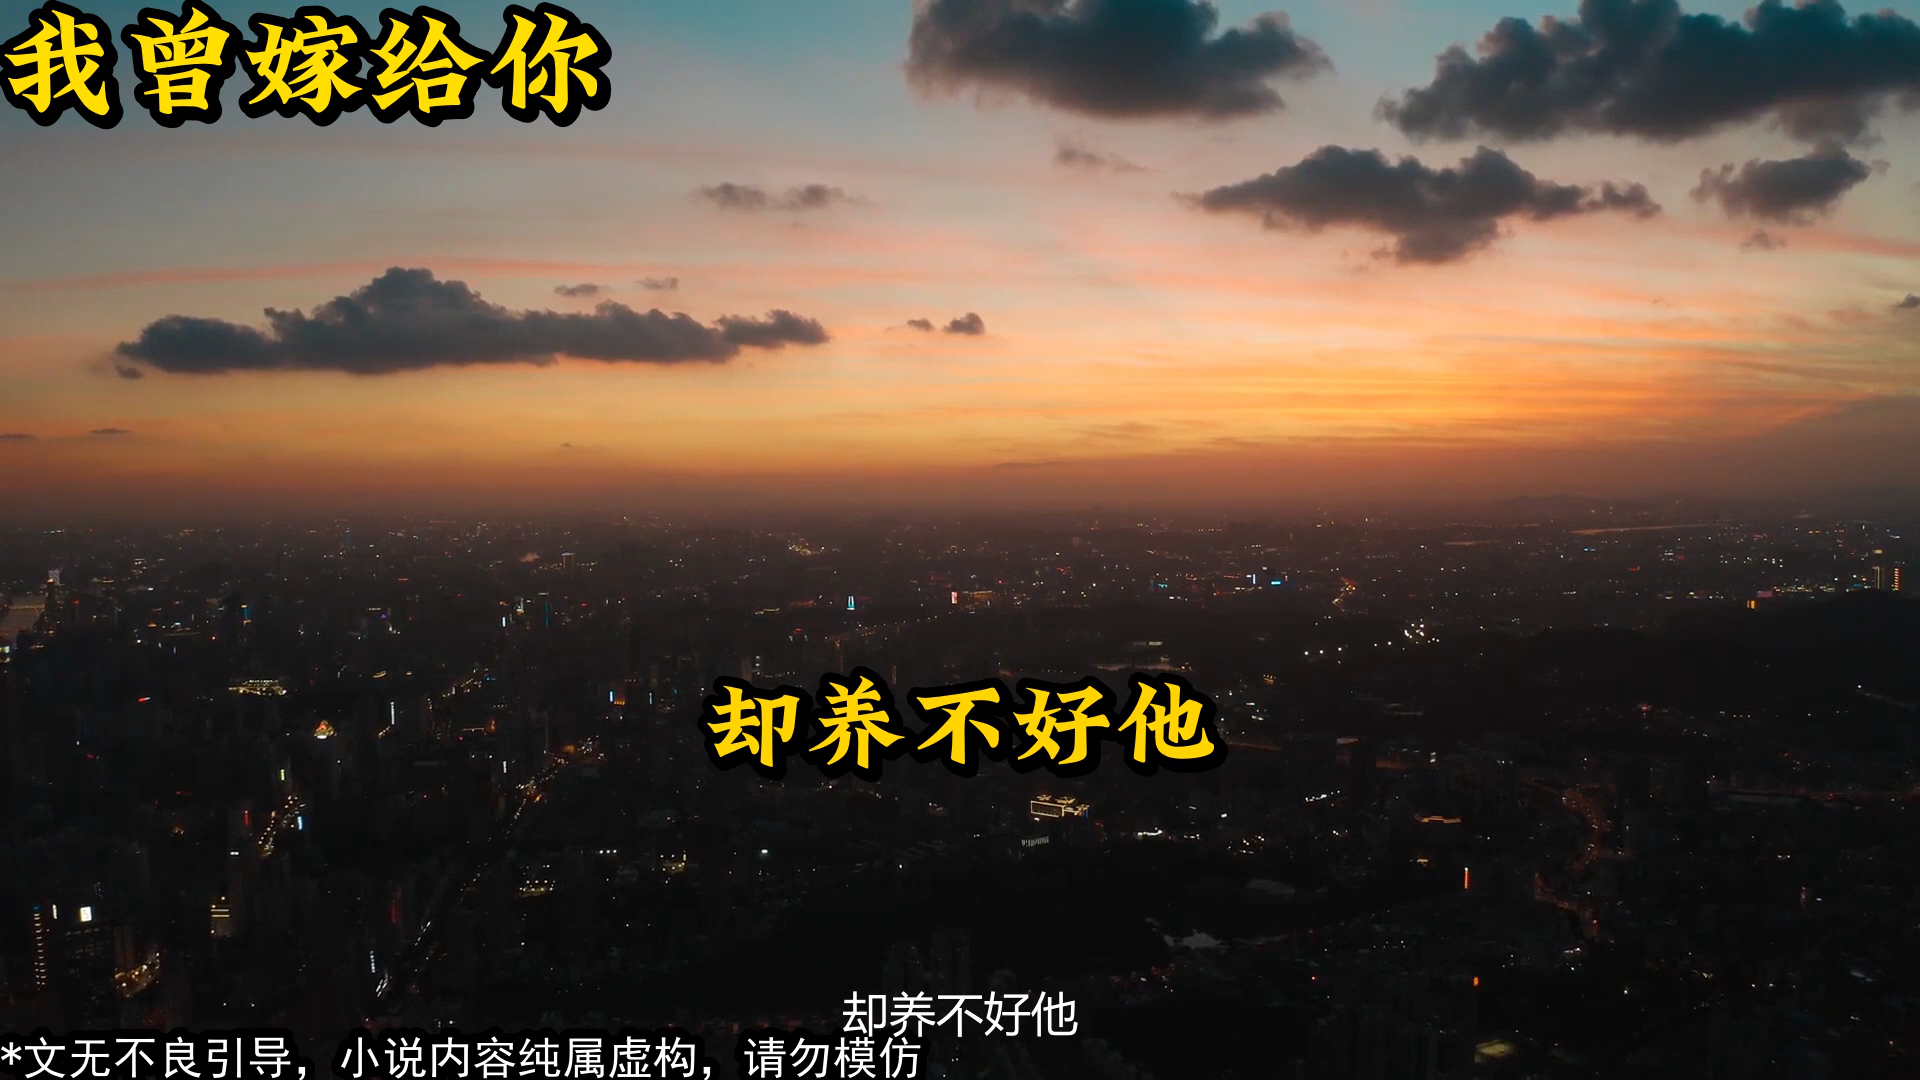 我曾嫁给你
却养不好他
却养不好他
*文无不良引导，小说内容纯属虚构，请勿模仿